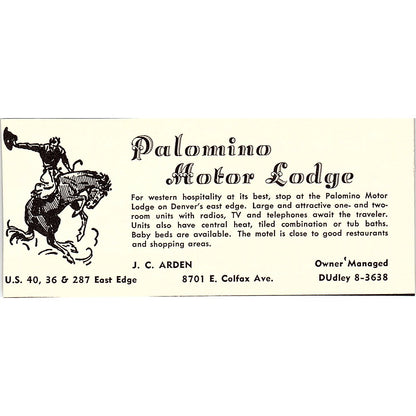 Palomino
Motor Lodge
For western hospitality at its best, stop at the Palomino Motor
Lodge on Denver's east edge. Large and attractive one- and two-
room units with radios, TV and telephones await the traveler.
Units also have central heat, tiled combination or tub baths.
Baby beds are available. The motel is close to good restaurants
and shopping areas.
J. C. ARDEN Owner Managed
U.S. 40, 36 & 287 East Edge 8701 E. Colfax Ave. DUdley 8-3638